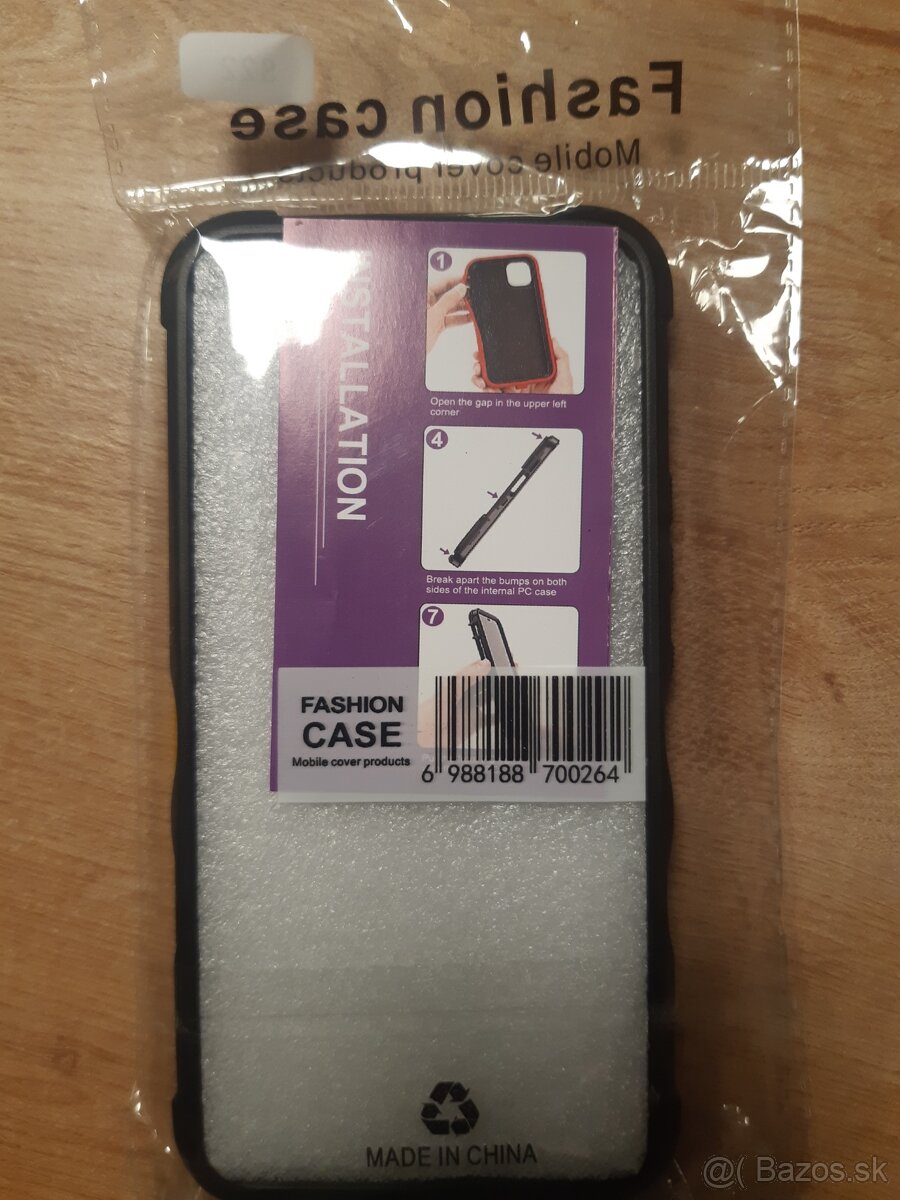 S22
Fashion case
Mobile cover products
INSTALLATION
1
Open the gap in the upper left
corner
4
Break apart the bumps on both
sides of the internal PC case
7
FASHION
CASE
Mobile cover products
6 988188 700264
MADE IN CHINA
@( Bazos.sk